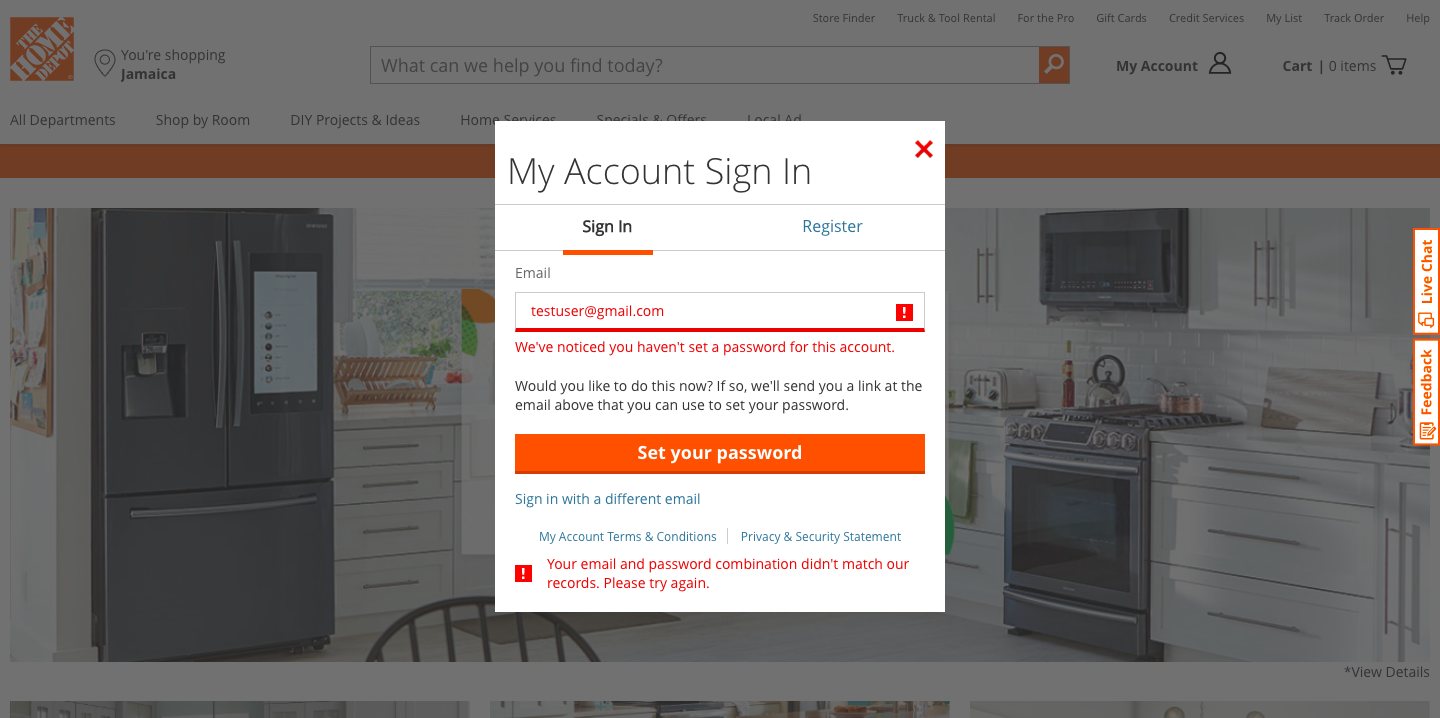 Store Finder Truck & Tool Rental For the Pro Gift Cards Credit Services My List Track Order Help
THE
HOME
DEPOT
You're shopping
Jamaica
What can we help you find today?
My Account
Cart | 0 items
All Departments Shop by Room DIY Projects & Ideas Home Services Specials & Offers Local Ad
My Account Sign In
Sign In Register
Email
testuser@gmail.com
We've noticed you haven't set a password for this account.
Would you like to do this now? If so, we'll send you a link at the
email above that you can use to set your password.
Set your password
Sign in with a different email
My Account Terms & Conditions Privacy & Security Statement
Your email and password combination didn't match our
records. Please try again.
Live Chat
Feedback
*View Details